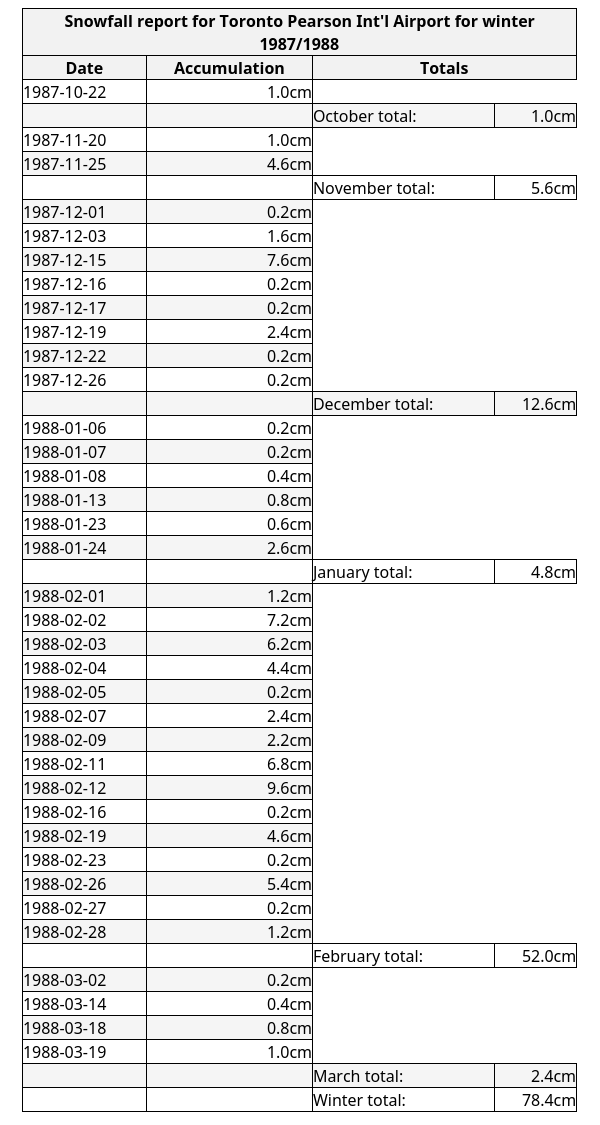 Snowfall report for Toronto Pearson Int'l Airport for winter
1987/1988
Date Accumulation Totals
1987-10-22 1.0cm
October total: 1.0cm
1987-11-20 1.0cm
1987-11-25 4.6cm
November total: 5.6cm
1987-12-01 0.2cm
1987-12-03 1.6cm
1987-12-15 7.6cm
1987-12-16 0.2cm
1987-12-17 0.2cm
1987-12-19 2.4cm
1987-12-22 0.2cm
1987-12-26 0.2cm
December total: 12.6cm
1988-01-06 0.2cm
1988-01-07 0.2cm
1988-01-08 0.4cm
1988-01-13 0.8cm
1988-01-23 0.6cm
1988-01-24 2.6cm
January total: 4.8cm
1988-02-01 1.2cm
1988-02-02 7.2cm
1988-02-03 6.2cm
1988-02-04 4.4cm
1988-02-05 0.2cm
1988-02-07 2.4cm
1988-02-09 2.2cm
1988-02-11 6.8cm
1988-02-12 9.6cm
1988-02-16 0.2cm
1988-02-19 4.6cm
1988-02-23 0.2cm
1988-02-26 5.4cm
1988-02-27 0.2cm
1988-02-28 1.2cm
February total: 52.0cm
1988-03-02 0.2cm
1988-03-14 0.4cm
1988-03-18 0.8cm
1988-03-19 1.0cm
March total: 2.4cm
Winter total: 78.4cm